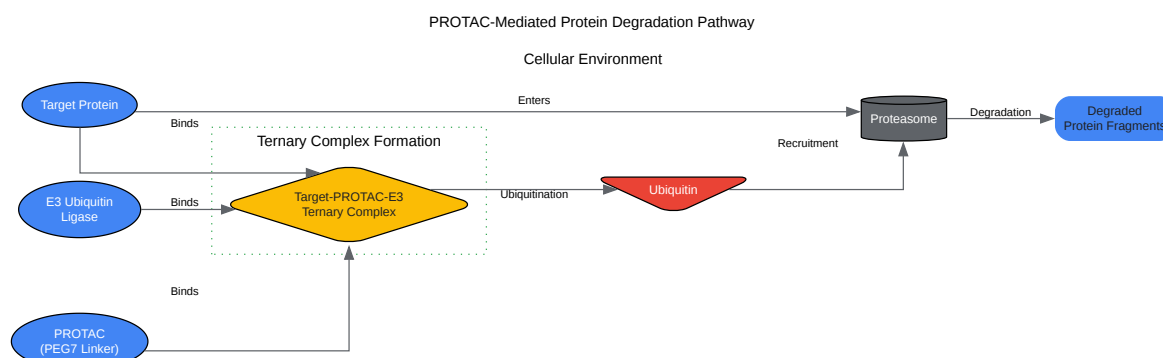 PROTAC-Mediated Protein Degradation Pathway
Cellular Environment
Target Protein
Enters
Proteasome
Degradation
Degraded
Protein Fragments
Binds
Ternary Complex Formation
Recruitment
E3 Ubiquitin
Ligase
Binds
Target-PROTAC-E3
Ternary Complex
Ubiquitination
Ubiquitin
Binds
PROTAC
(PEG7 Linker)